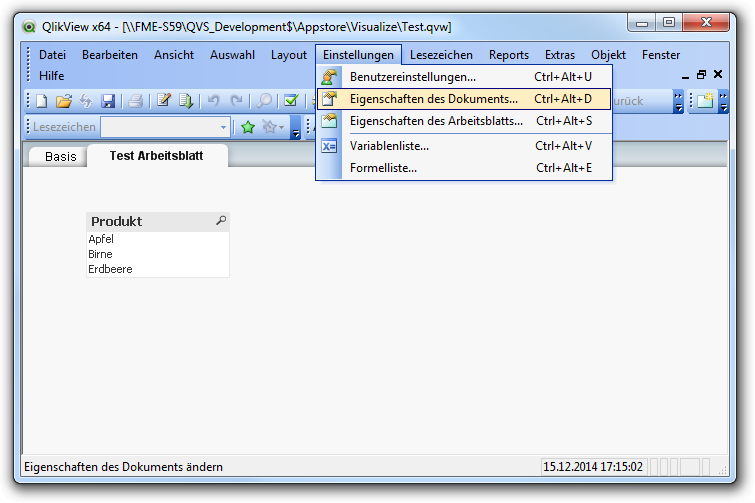 QlikView x64 - [\\FME-S59\QVS_Development$\Appstore\Visualize\Test.qvw]
Datei Bearbeiten Ansicht Auswahl Layout Einstellungen Lesezeichen Reports Extras Objekt Fenster
Hilfe
Benutzereinstellungen... Ctrl+Alt+U
Eigenschaften des Dokuments... Ctrl+Alt+D
urück
Eigenschaften des Arbeitsblatts... Ctrl+Alt+S
Lesezeichen
Variablenliste... Ctrl+Alt+V
Formelliste... Ctrl+Alt+E
Basis Test Arbeitsblatt
Produkt
Apfel
Birne
Erdbeere
Eigenschaften des Dokuments ändern 15.12.2014 17:15:02